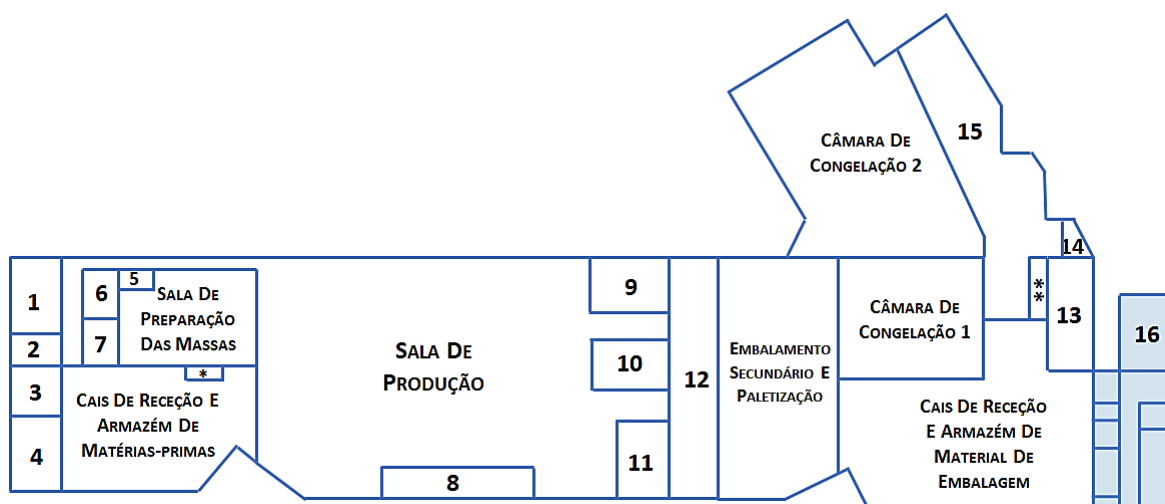 15
CÂMARA DE
CONGELAÇÃO 2
14
1
5
6
SALA DE
PREPARAÇÃO
DAS MASSAS
2
7
3
*
CAIS DE RECEÇÃO E
ARMAZÉM DE
MATÉRIAS-PRIMAS
4
SALA DE
PRODUÇÃO
8
9
10
11
12
EMBALAMENTO
SECUNDÁRIO E
PALETIZAÇÃO
CÂMARA DE
CONGELAÇÃO 1
**
13
16
CAIS DE RECEÇÃO
E ARMAZÉM DE
MATERIAL DE
EMBALAGEM